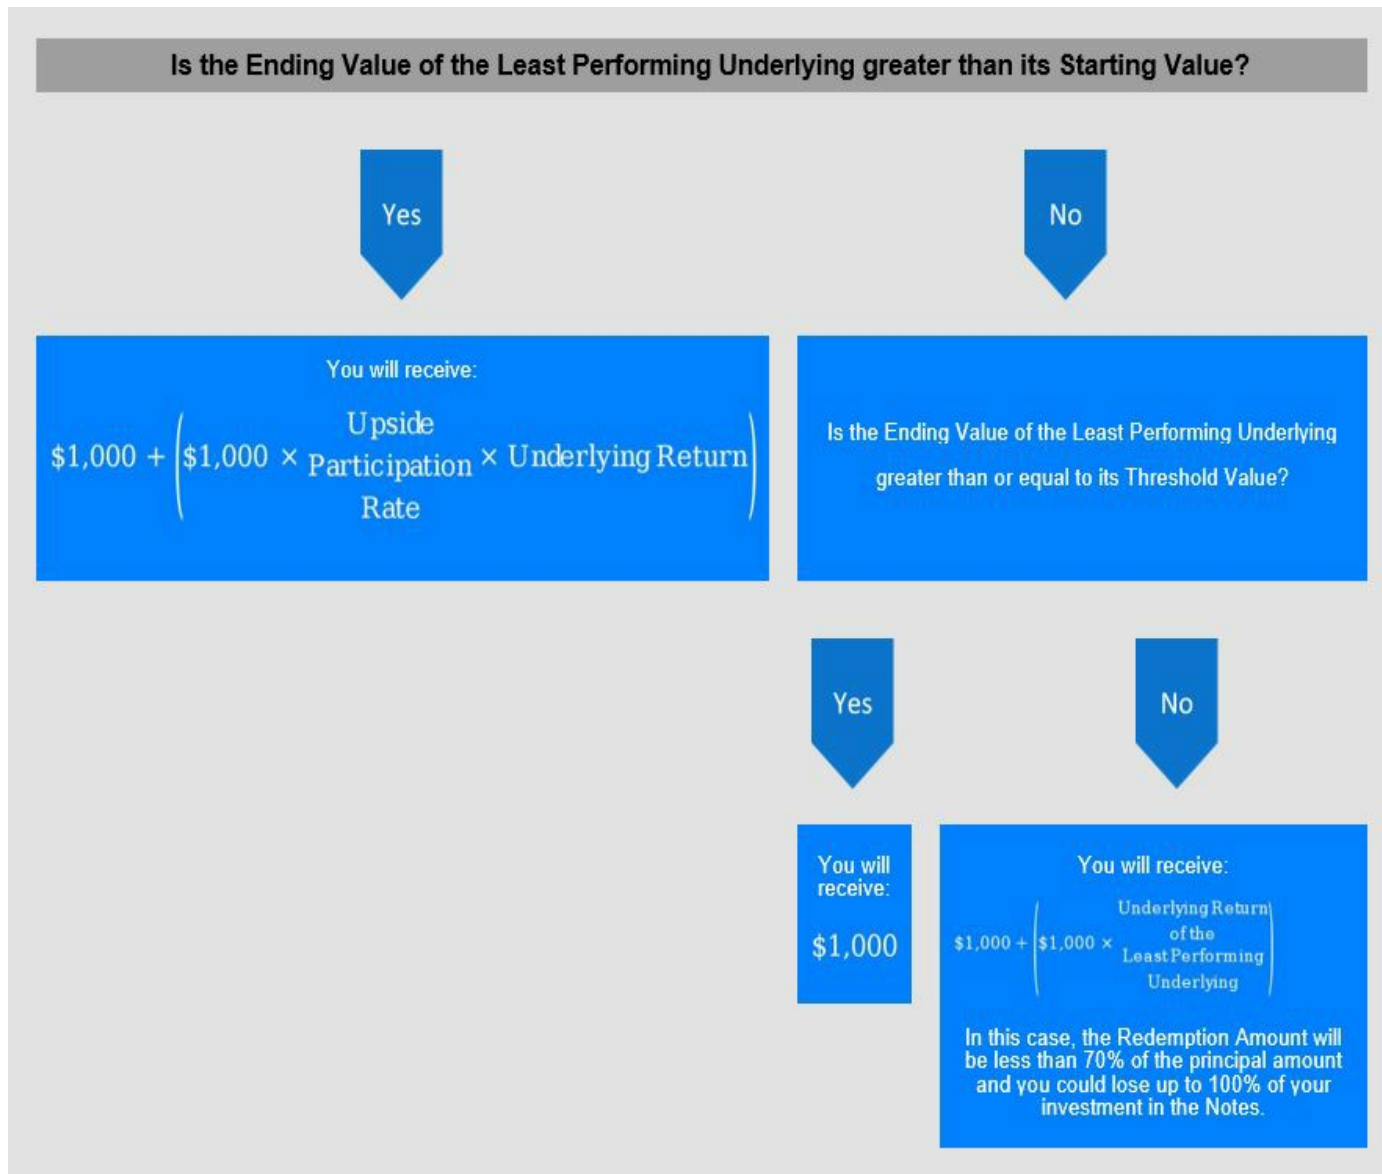 Is the Ending Value of the Least Performing Underlying greater than its Starting Value?
Yes
No
You will receive:
$1,000 + ($1,000 × Upside Participation Rate × Underlying Return)
Is the Ending Value of the Least Performing Underlying
greater than or equal to its Threshold Value?
Yes
No
You will
receive:
$1,000
You will receive:
$1,000 + ($1,000 × Underlying Return of the Least Performing Underlying)
In this case, the Redemption Amount will
be less than 70% of the principal amount
and you could lose up to 100% of your
investment in the Notes.